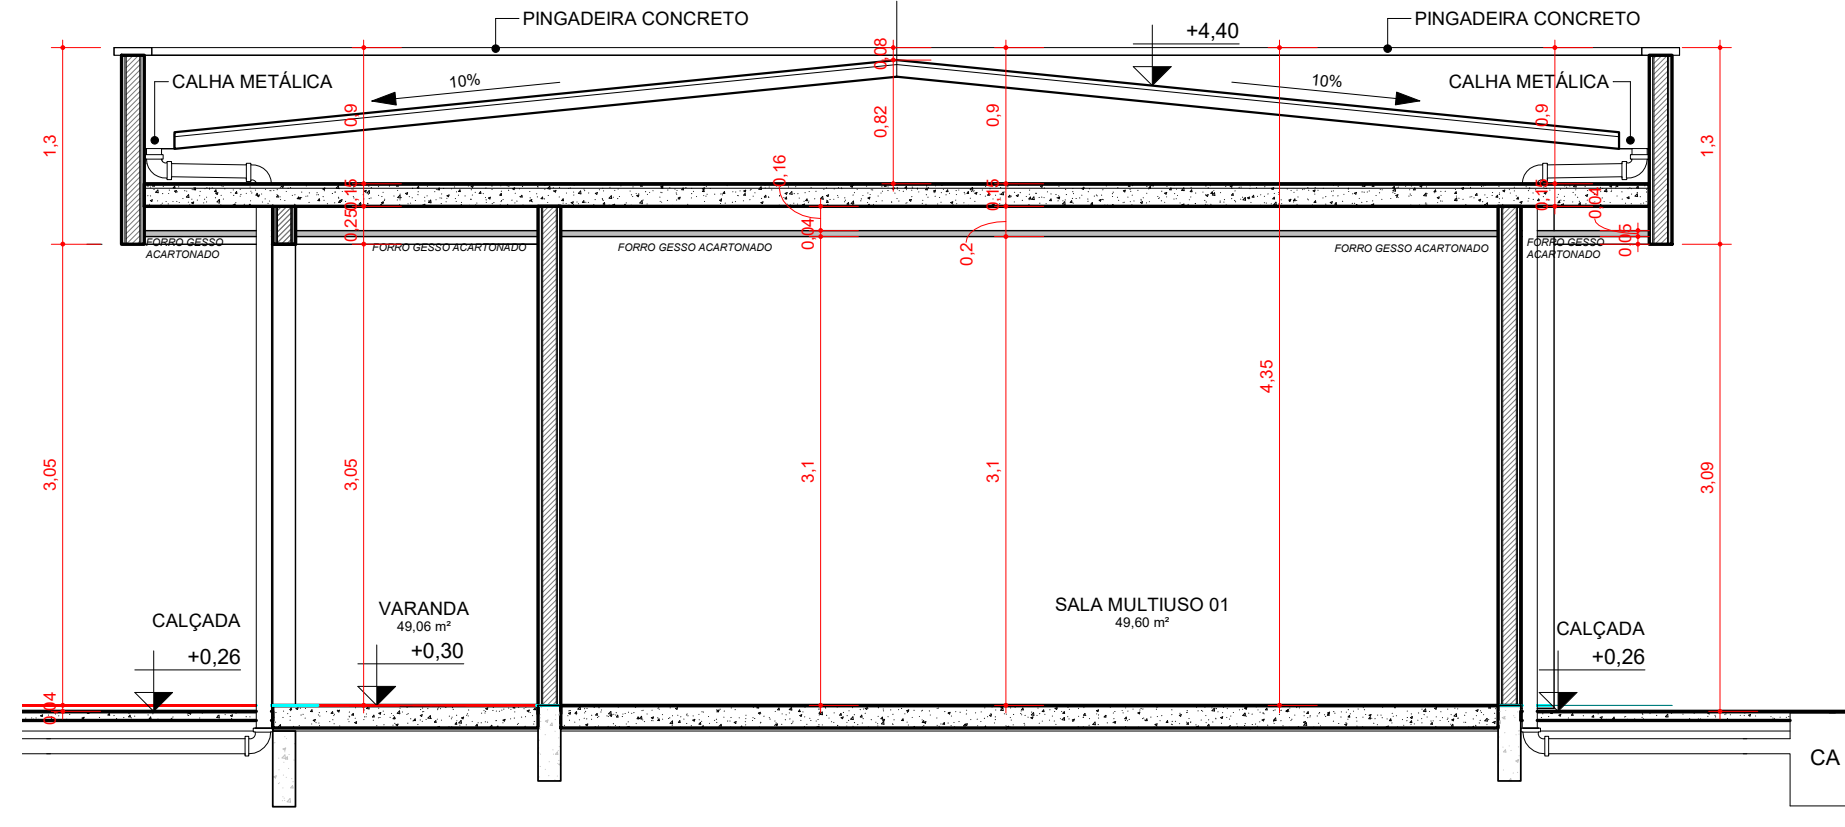 PINGADEIRA CONCRETO
PINGADEIRA CONCRETO
+4,40
0,08
CALHA METÁLICA
10%
10%
CALHA METÁLICA
1,3
0,9
0,82
0,9
0,9
1,3
0,16
0,15
0,15
0,15
0,04
0,25
0,04
0,2
0,05
FORRO GESSO
ACARTONADO
FORRO GESSO ACARTONADO
FORRO GESSO ACARTONADO
FORRO GESSO ACARTONADO
FORRO GESSO
ACARTONADO
4,35
3,05
3,05
3,1
3,1
3,09
CALÇADA
+0,26
VARANDA
49,06 m²
+0,30
SALA MULTIUSO 01
49,60 m²
CALÇADA
+0,26
0,04
CA